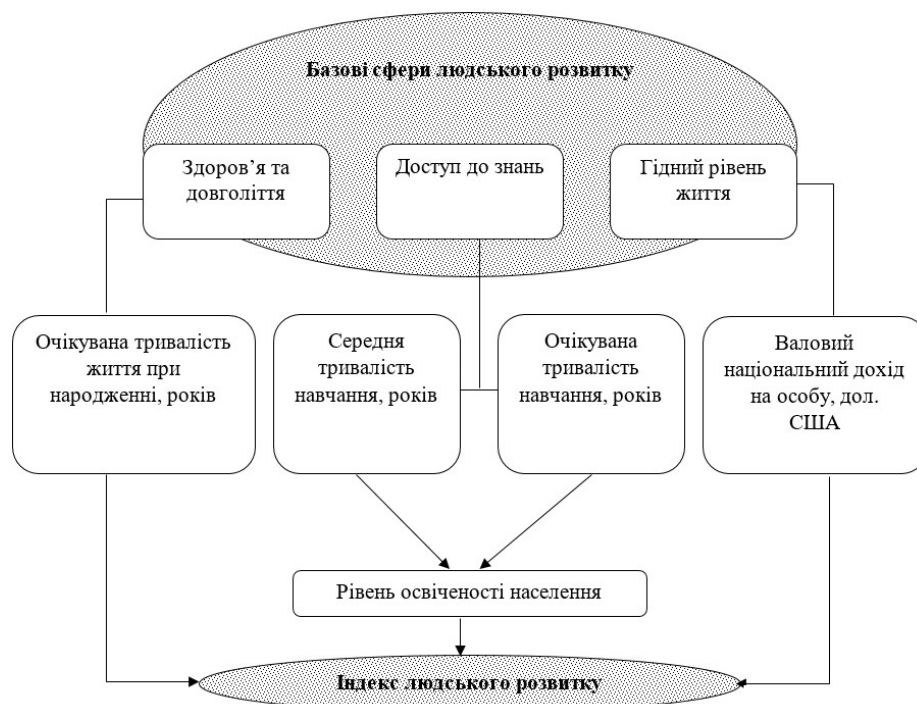 Базові сфери людського розвитку
Здоров’я та
довголіття
Доступ до знань
Гідний рівень
життя
Очікувана тривалість
життя при
народженні, років
Середня
тривалість
навчання, років
Очікувана
тривалість
навчання, років
Валовий
національний дохід
на особу, дол.
США
Рівень освіченості населення
Індекс людського розвитку